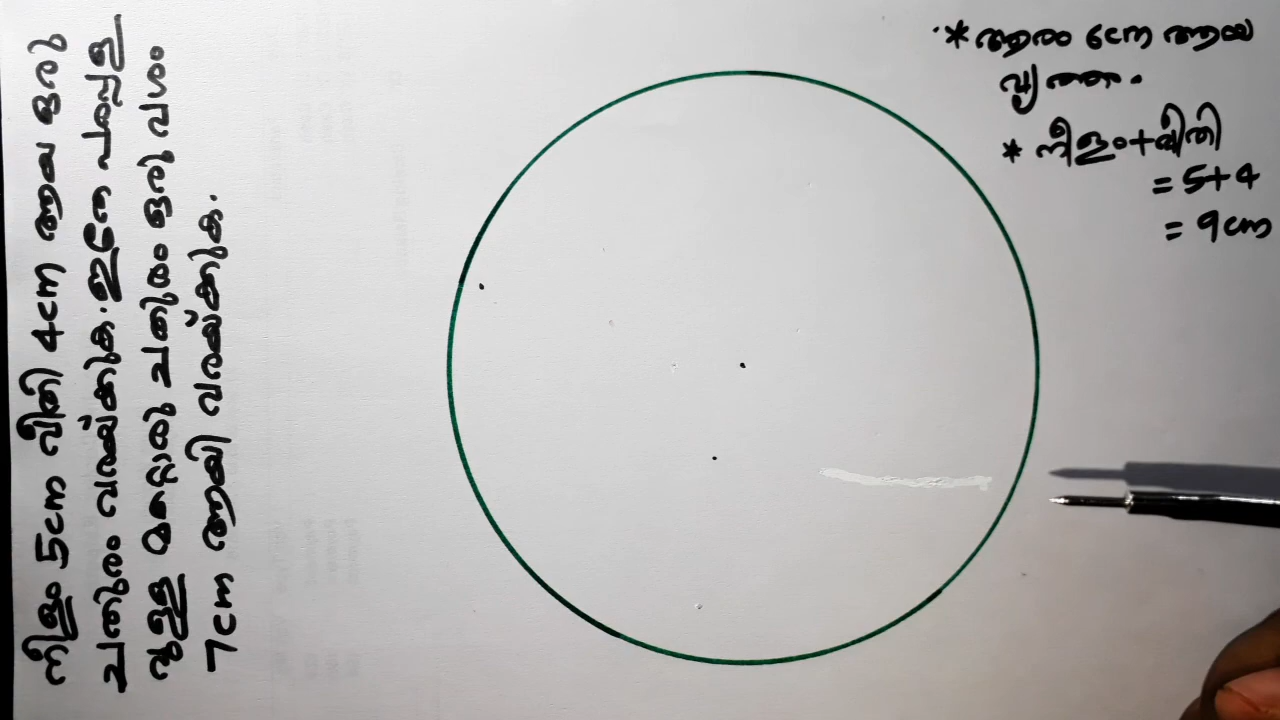 നീളം 5cm വീതി 4cm ആയ ഒരു
ചതുരം വരയ്ക്കുക. ഇതേ പരപ്പള
വുള്ള മറ്റൊരു ചതുരം ഒരു വശം
7cm ആയി വരയ്ക്കുക.
* ആരം 6cm ആയ
വൃത്തം.
* നീളം+വീതി
= 5+4
= 9cm